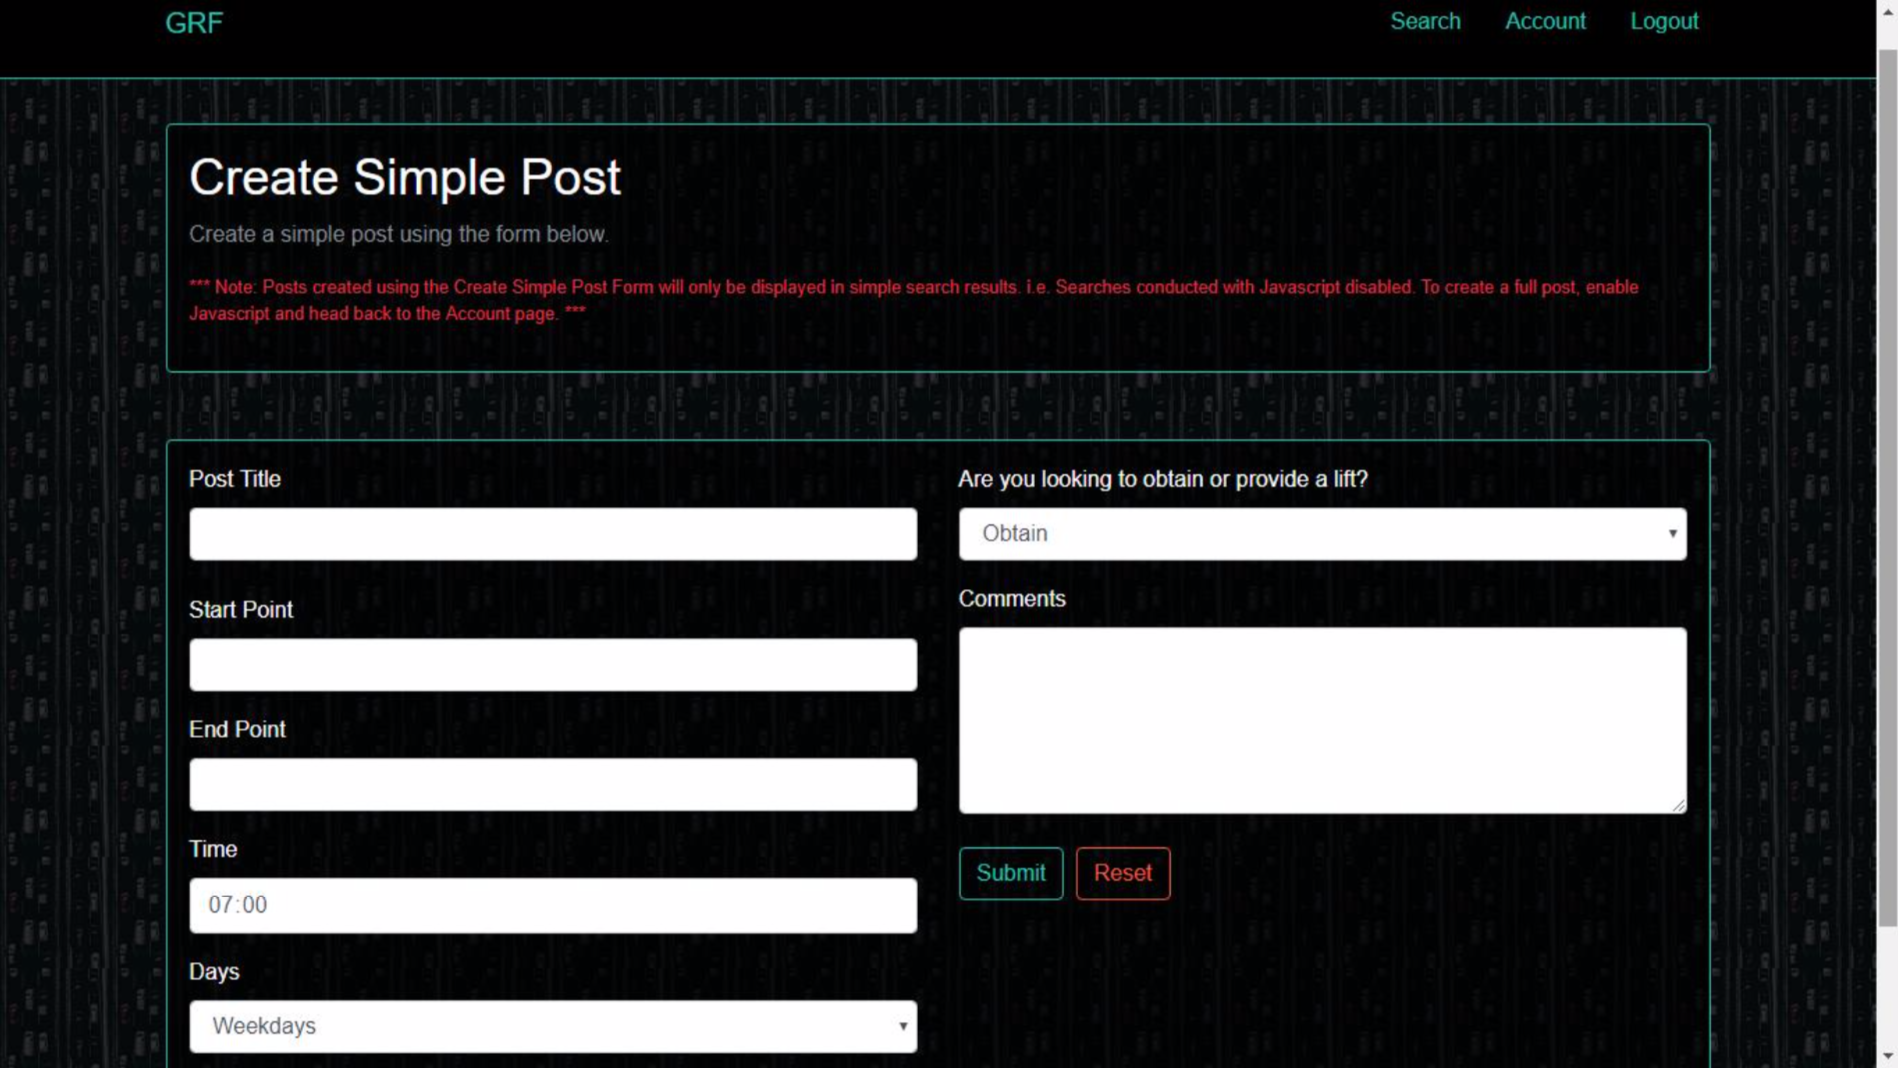 GRF
Search Account Logout
Create Simple Post
Create a simple post using the form below.
*** Note: Posts created using the Create Simple Post Form will only be displayed in simple search results. i.e. Searches conducted with Javascript disabled. To create a full post, enable
Javascript and head back to the Account page. ***
Post Title
Start Point
End Point
Time
07:00
Days
Weekdays
Are you looking to obtain or provide a lift?
Obtain
Comments
Submit Reset